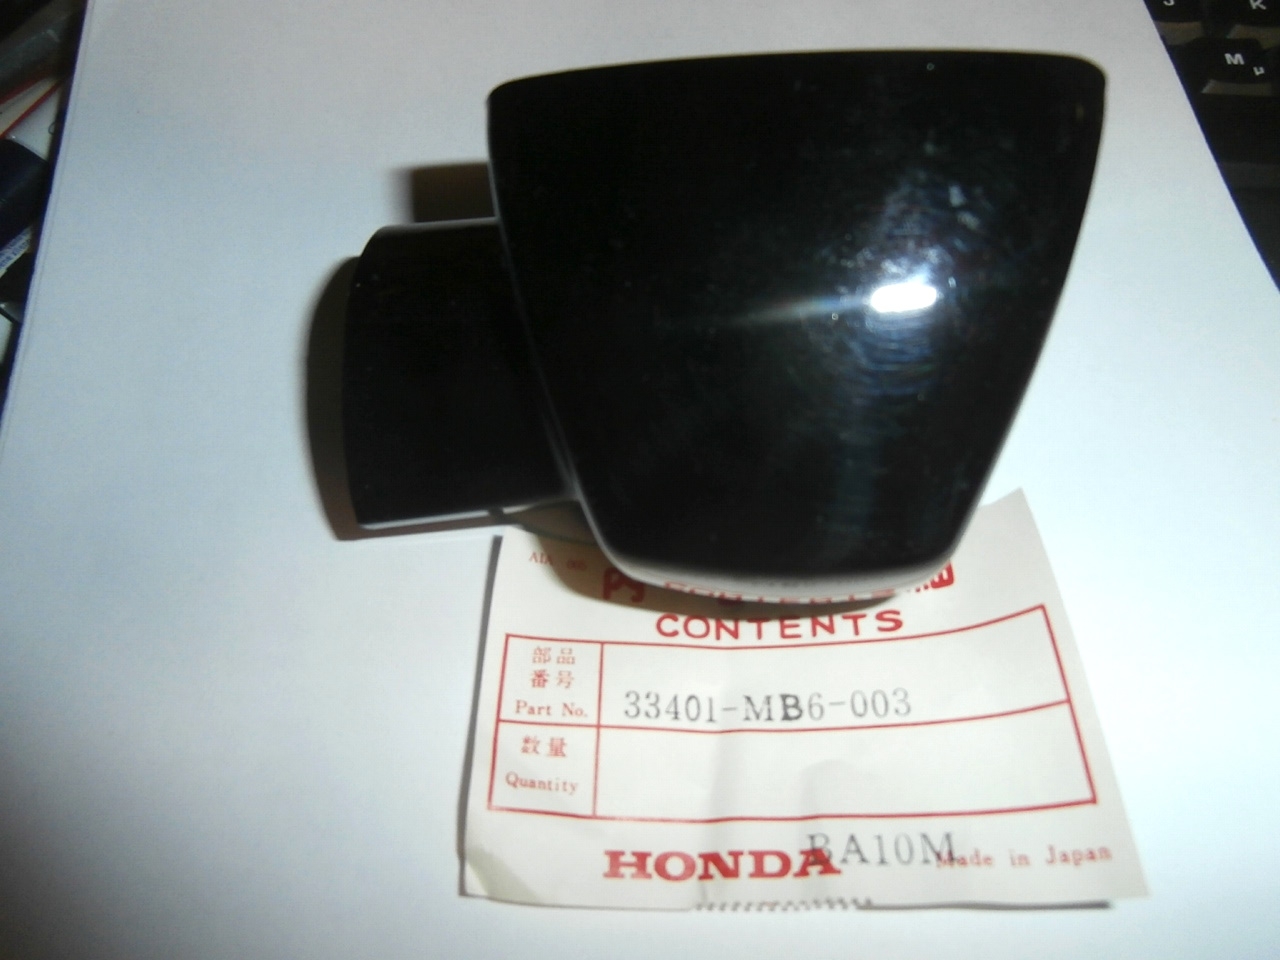 CONTENTS
部品
番号
Part No.
33401-MB6-003
数量
Quantity
BA10M
HONDA
Made in Japan
K
M
µ